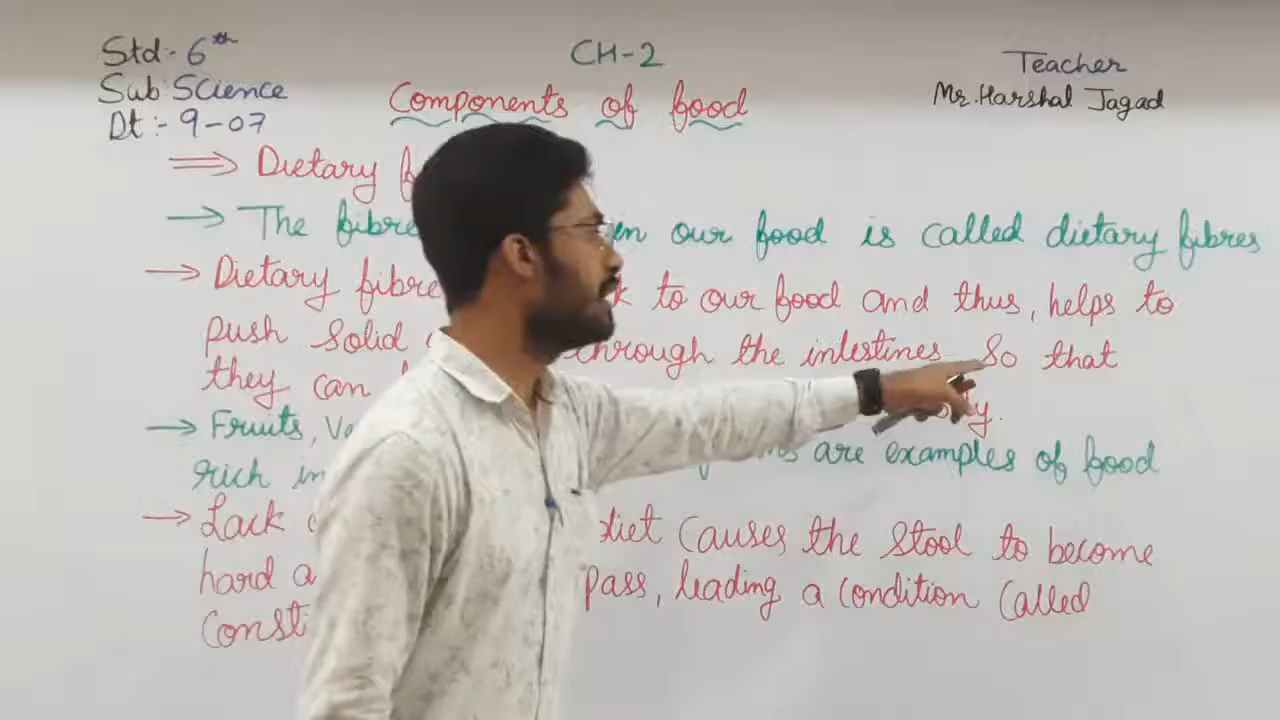 Std:- 6th
Sub: Science
Dt:- 9-07
CH-2
Components of food
Teacher
Mr. Harshal Jagad
⇒ Dietary
→ The fibre in our food is called dietary fibres
→ Dietary fibre to our food and thus, helps to
push solid through the intestines so that
they can
→ Fruits, are examples of food
rich in
→ Lack diet causes the stool to become
hard pass, leading a condition called